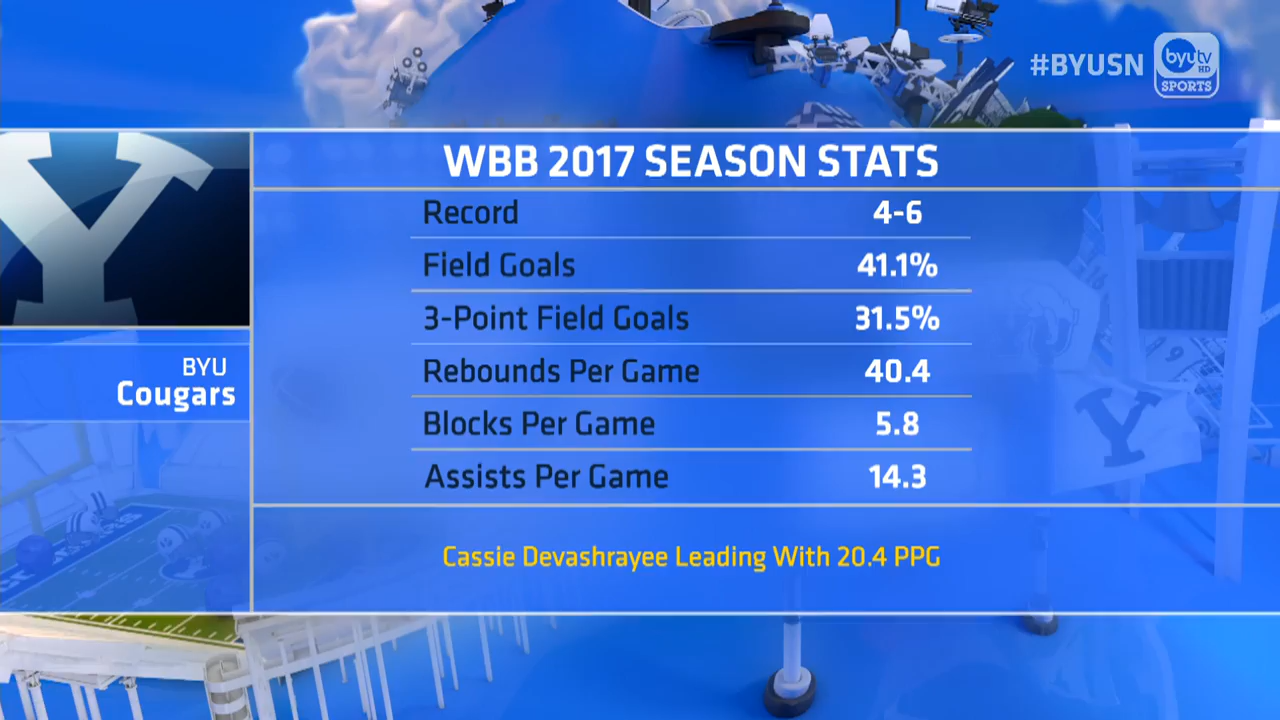 #BYUSN
byutv
HD
SPORTS
Y
BYU
Cougars
WBB 2017 SEASON STATS
Record 4-6
Field Goals 41.1%
3-Point Field Goals 31.5%
Rebounds Per Game 40.4
Blocks Per Game 5.8
Assists Per Game 14.3
Cassie Devashrayee Leading With 20.4 PPG
Y